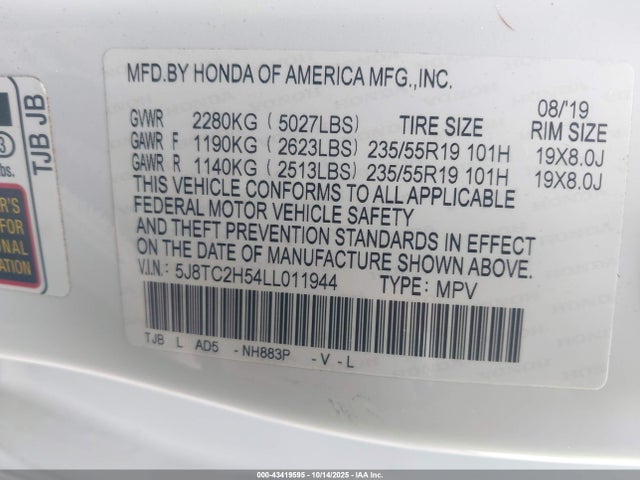 MFD.BY HONDA OF AMERICA MFG.,INC.
08/'19
GVWR 2280KG (5027LBS) TIRE SIZE RIM SIZE
GAWR F 1190KG (2623LBS) 235/55R19 101H 19X8.0J
GAWR R 1140KG (2513LBS) 235/55R19 101H 19X8.0J
THIS VEHICLE CONFORMS TO ALL APPLICABLE
FEDERAL MOTOR VEHICLE SAFETY
AND THEFT PREVENTION STANDARDS IN EFFECT
ON THE DATE OF MANUFACTURE SHOWN ABOVE.
V.I.N.: 5J8TC2H54LL011944 TYPE: MPV
TJB L AD5 -NH883P -V-L
TJB JB
3
lbs.
FOR
000-43419595 - 10/14/2025 - IAA Inc.